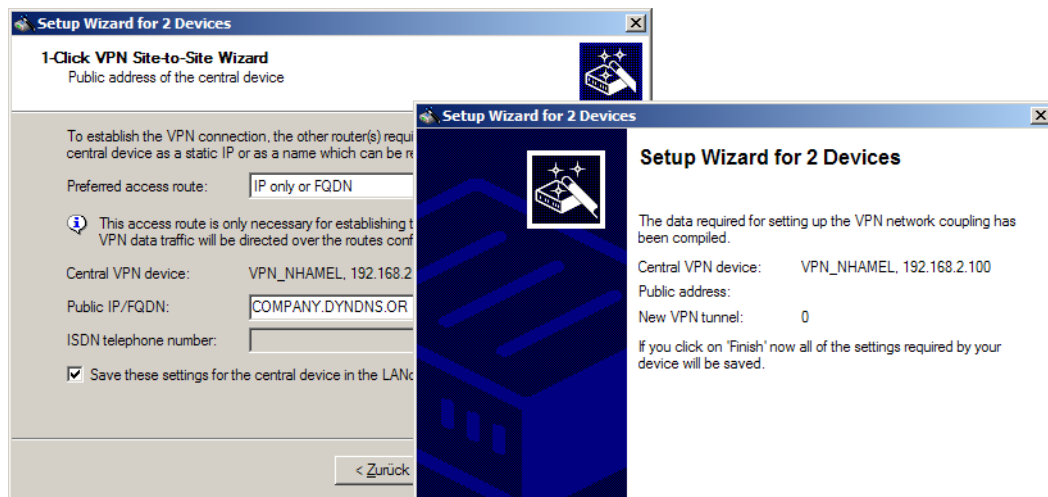 Setup Wizard for 2 Devices
1-Click VPN Site-to-Site Wizard
Public address of the central device
To establish the VPN connection, the other router(s) requi
central device as a static IP or as a name which can be re
Preferred access route: IP only or FQDN
This access route is only necessary for establishing t
VPN data traffic will be directed over the routes conf
Central VPN device: VPN_NHAMEL, 192.168.2
Public IP/FQDN: COMPANY.DYNDNS.OR
ISDN telephone number:
Save these settings for the central device in the LANc
< Zurück
Setup Wizard for 2 Devices
Setup Wizard for 2 Devices
The data required for setting up the VPN network coupling has
been compiled.
Central VPN device: VPN_NHAMEL, 192.168.2.100
Public address:
New VPN tunnel: 0
If you click on 'Finish' now all of the settings required by your
device will be saved.